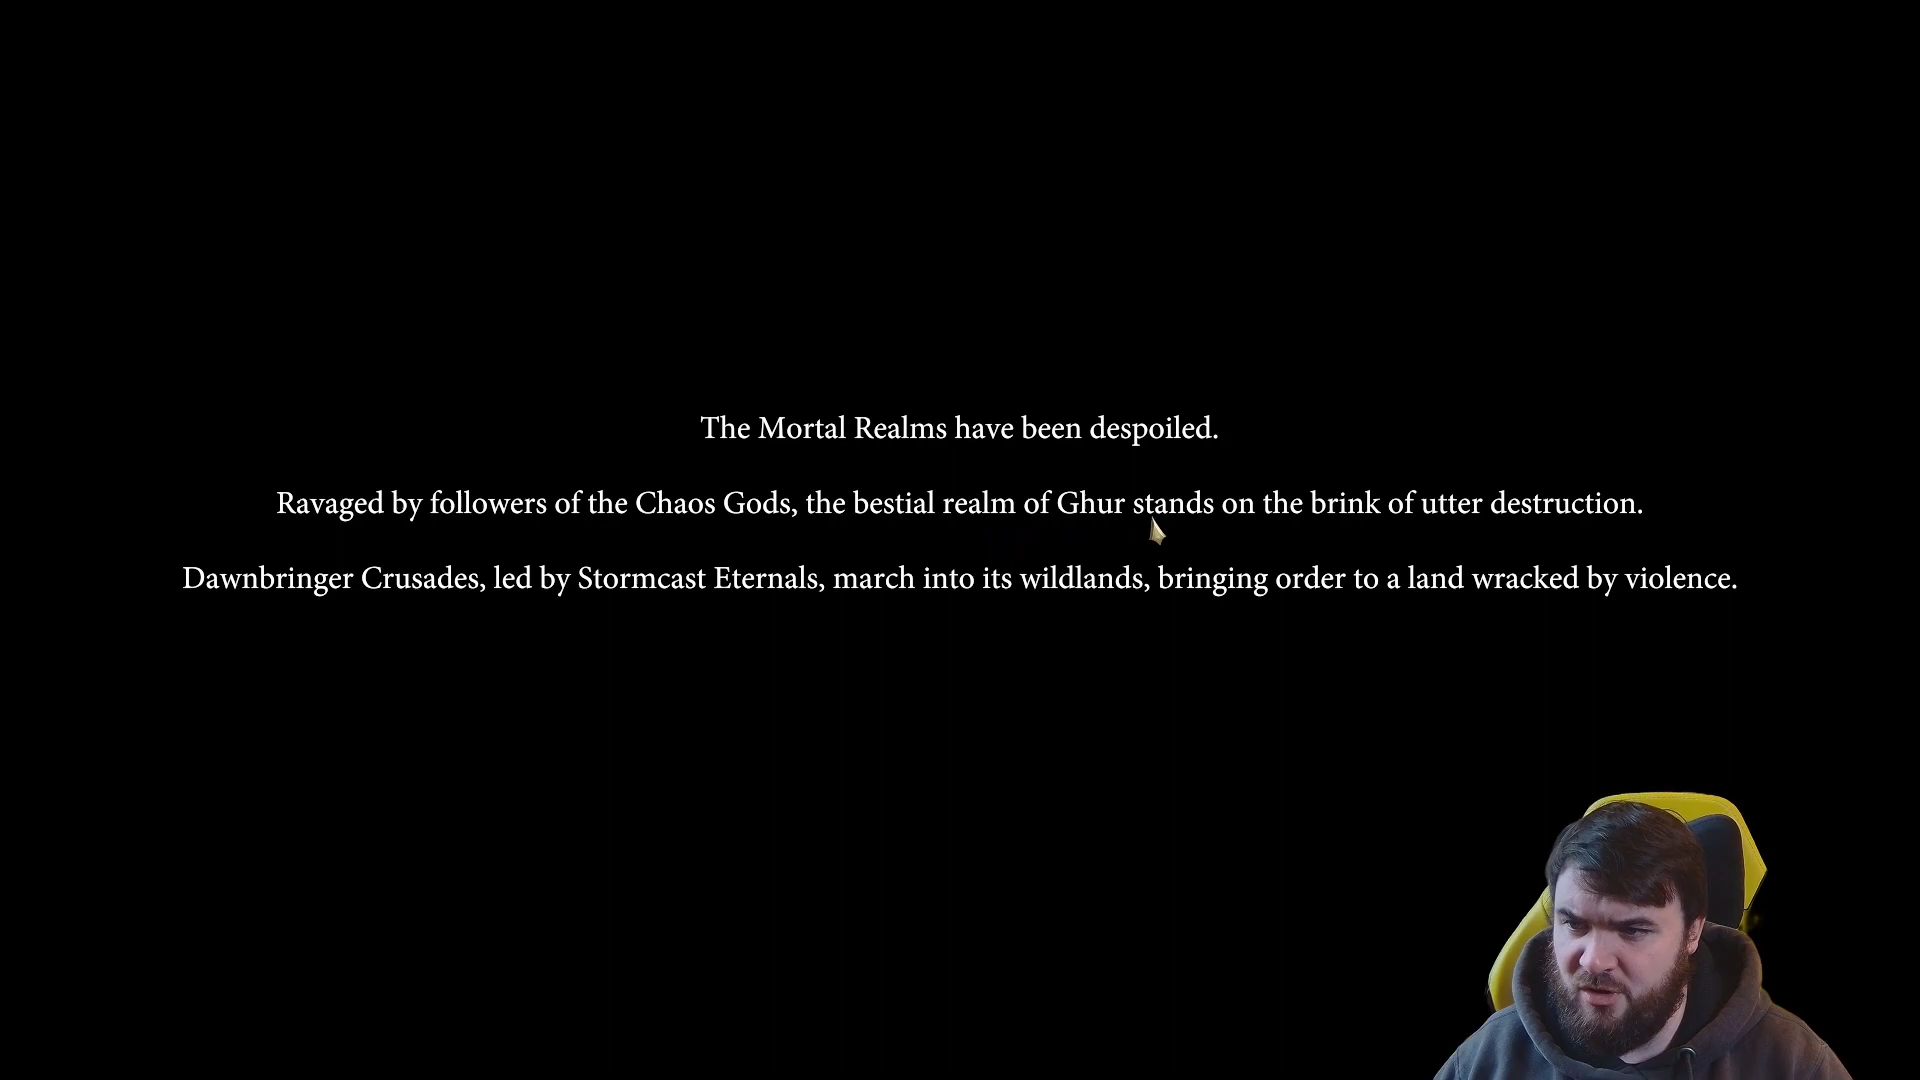 The Mortal Realms have been despoiled.
Ravaged by followers of the Chaos Gods, the bestial realm of Ghur stands on the brink of utter destruction.
Dawnbringer Crusades, led by Stormcast Eternals, march into its wildlands, bringing order to a land wracked by violence.